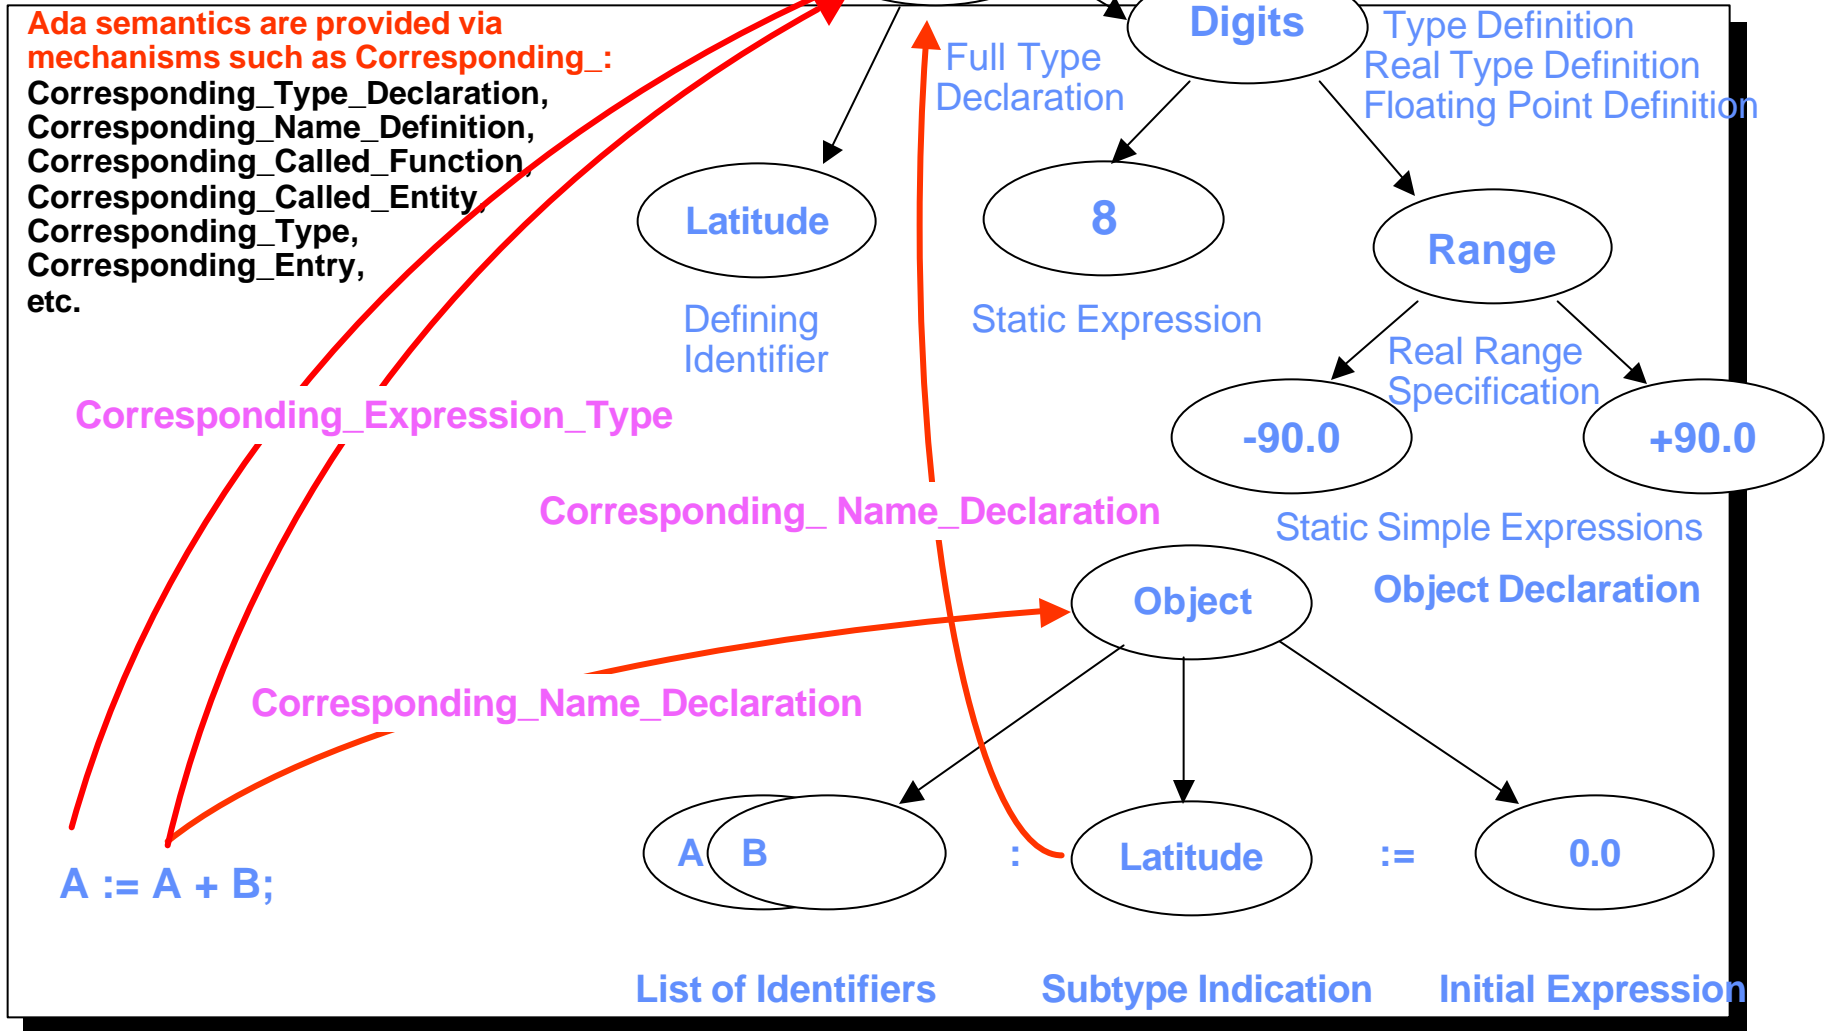 Ada semantics are provided via
mechanisms such as Corresponding_:
Corresponding_Type_Declaration,
Corresponding_Name_Definition,
Corresponding_Called_Function,
Corresponding_Called_Entity,
Corresponding_Type,
Corresponding_Entry,
etc.
Full Type
Declaration
Digits
Type Definition
Real Type Definition
Floating Point Definition
Latitude
8
Range
Defining
Identifier
Static Expression
Real Range
Specification
Corresponding_Expression_Type
-90.0
+90.0
Corresponding_ Name_Declaration
Static Simple Expressions
Object
Object Declaration
Corresponding_Name_Declaration
A := A + B;
A B : Latitude := 0.0
List of Identifiers
Subtype Indication
Initial Expression